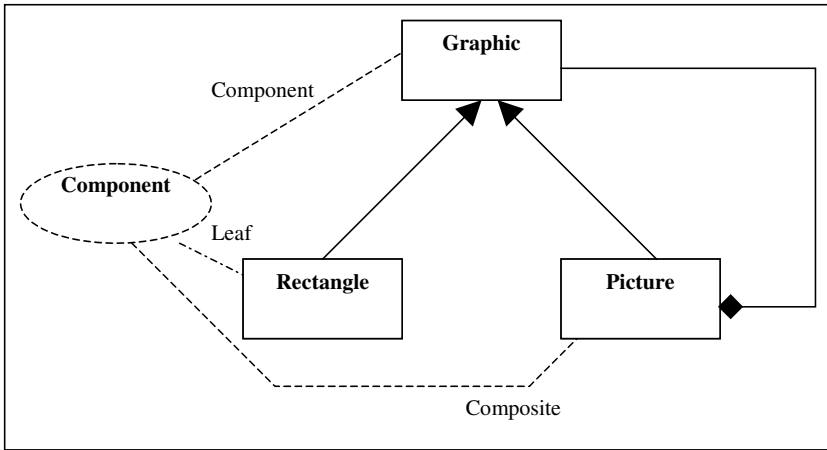 Graphic
Component
Component
Leaf
Rectangle
Picture
Composite